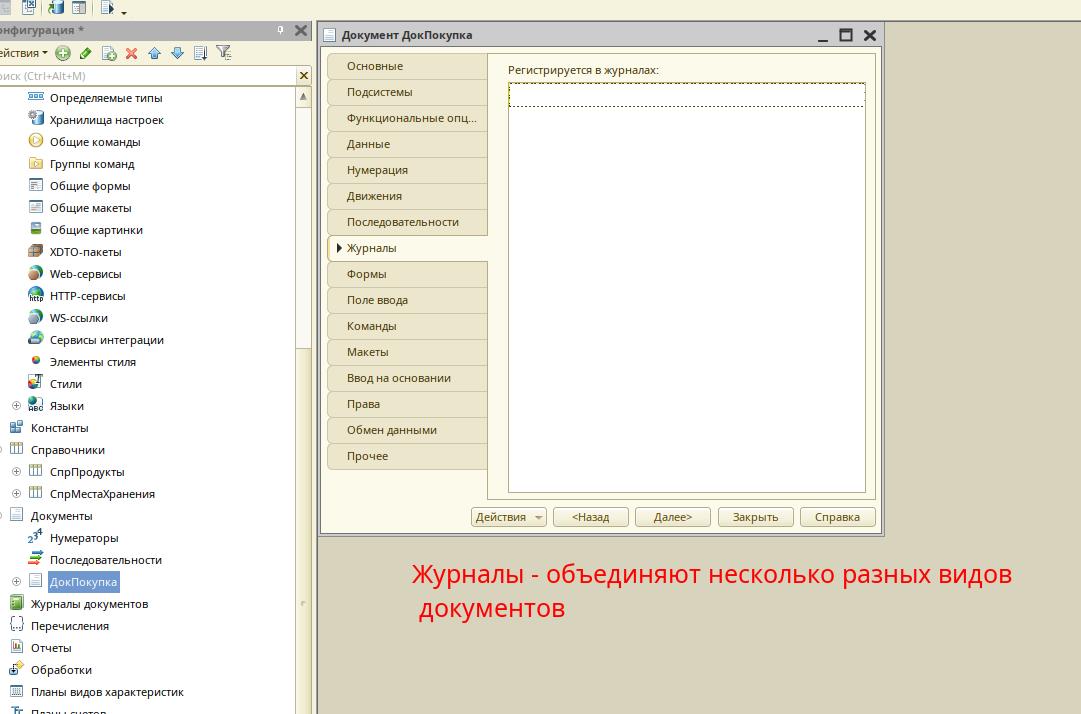 онфигурация *
ействия
оиск (Ctrl+Alt+M)
Определяемые типы
Хранилища настроек
Общие команды
Группы команд
Общие формы
Общие макеты
Общие картинки
XDTO-пакеты
Web-сервисы
HTTP-сервисы
WS-ссылки
Сервисы интеграции
Элементы стиля
Стили
Языки
Константы
Справочники
СпрПродукты
СпрМестаХранения
Документы
Нумераторы
Последовательности
ДокПокупка
Журналы документов
Перечисления
Отчеты
Обработки
Планы видов характеристик
Планы счетов
Документ ДокПокупка
Основные
Подсистемы
Функциональные опц...
Данные
Нумерация
Движения
Последовательности
Журналы
Формы
Поле ввода
Команды
Макеты
Ввод на основании
Права
Обмен данными
Прочее
Регистрируется в журналах:
Действия
<Назад
Далее>
Закрыть
Справка
Журналы - объединяют несколько разных видов
документов